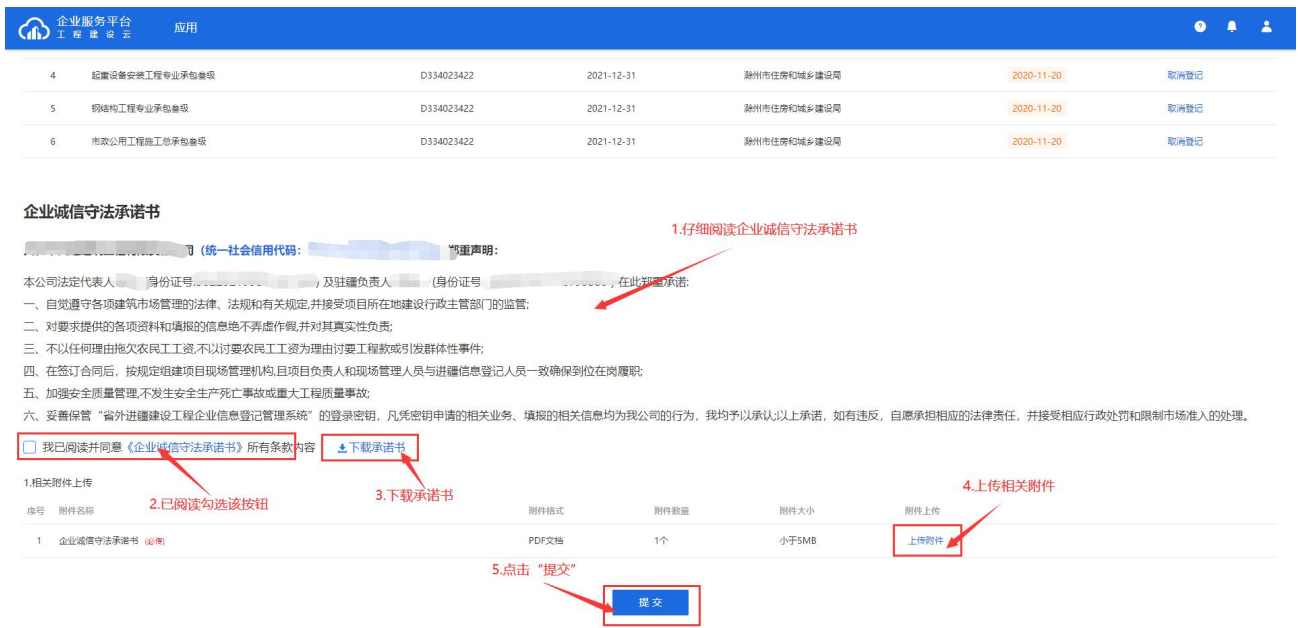 企业服务平台
工程建设云
应用
4 起重设备安装工程专业承包叁级 D334023422 2021-12-31 滁州市住房和城乡建设局 2020-11-20 取消登记
5 钢结构工程专业承包叁级 D334023422 2021-12-31 滁州市住房和城乡建设局 2020-11-20 取消登记
6 市政公用工程施工总承包叁级 D334023422 2021-12-31 滁州市住房和城乡建设局 2020-11-20 取消登记
企业诚信守法承诺书
1.仔细阅读企业诚信守法承诺书
司（统一社会信用代码： 郑重声明：
本公司法定代表人 身份证号: ) 及驻疆负责人 (身份证号 ，在此郑重承诺:
一、自觉遵守各项建筑市场管理的法律、法规和有关规定,并接受项目所在地建设行政主管部门的监管;
二、对要求提供的各项资料和填报的信息绝不弄虚作假,并对其真实性负责;
三、不以任何理由拖欠农民工工资,不以讨要农民工工资为理由讨要工程款或引发群体性事件;
四、在签订合同后，按规定组建项目现场管理机构,且项目负责人和现场管理人员与进疆信息登记人员一致确保到位在岗履职;
五、加强安全质量管理,不发生安全生产死亡事故或重大工程质量事故;
六、妥善保管“省外进疆建设工程企业信息登记管理系统”的登录密钥，凡凭密钥申请的相关业务、填报的相关信息均为我公司的行为，我均予以承认;以上承诺，如有违反，自愿承担相应的法律责任，并接受相应行政处罚和限制市场准入的处理。
我已阅读并同意《企业诚信守法承诺书》所有条款内容 下载承诺书
1.相关附件上传
2.已阅读勾选该按钮
3.下载承诺书
4.上传相关附件
序号 附件名称 附件格式 附件数量 附件大小 附件上传
1 企业诚信守法承诺书 (必传) PDF文档 1个 小于5MB 上传附件
5.点击“提交”
提交